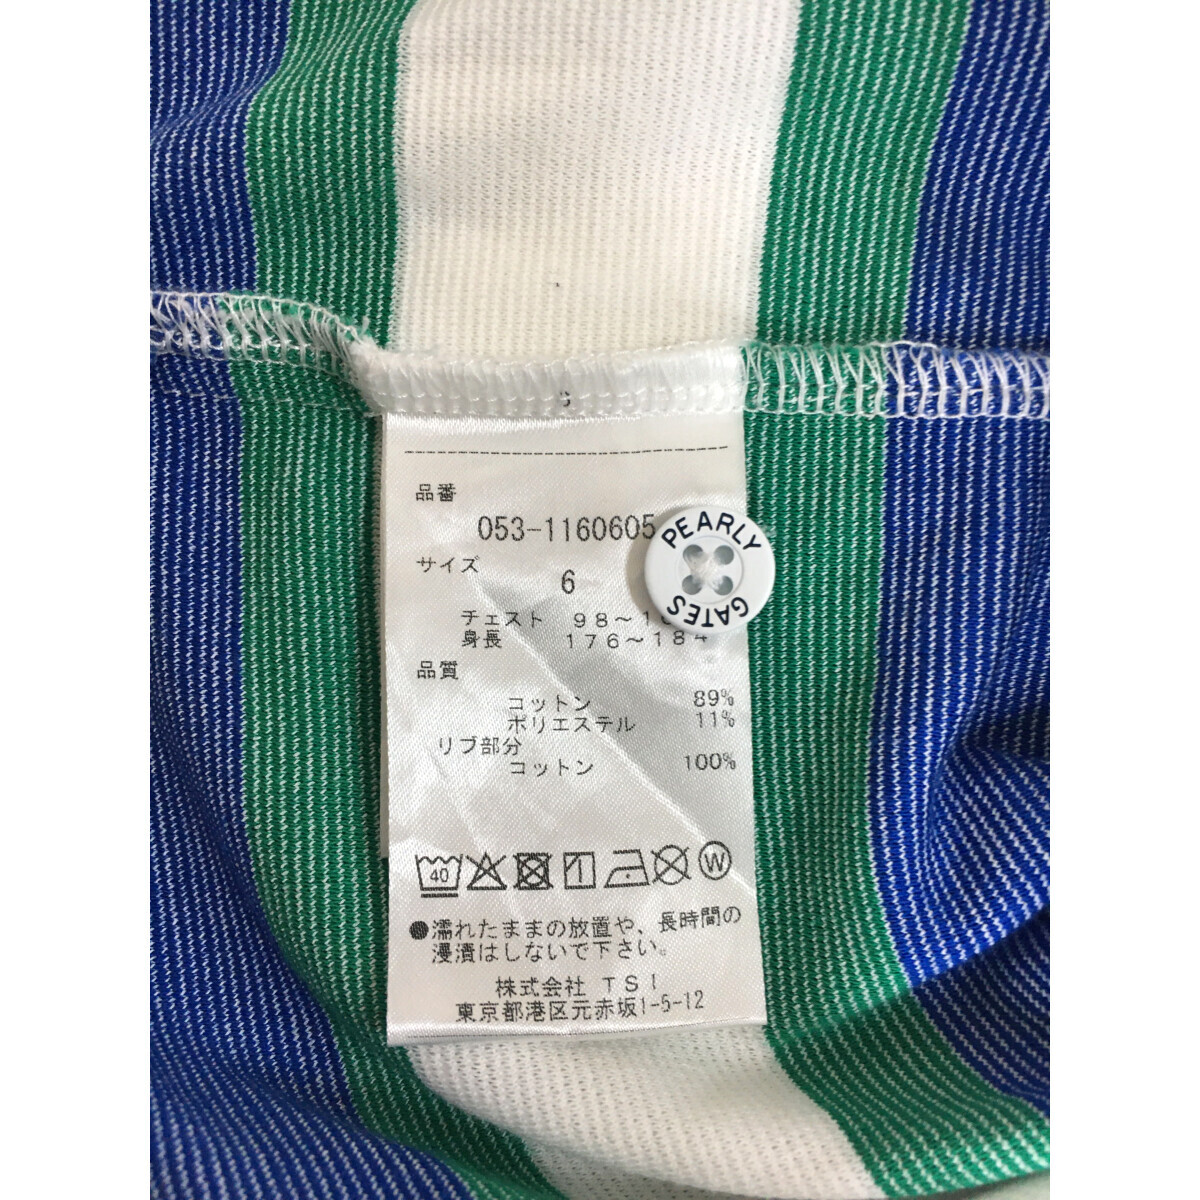 6
品番
053-1160605
サイズ
6
チェスト 98～
身長 176～184
品質
コットン 89%
ポリエステル 11%
リブ部分
コットン 100%
40 W
●濡れたままの放置や、長時間の
浸漬はしないで下さい。
株式会社 TSI
東京都港区元赤坂1-5-12
PEARLY
GATES